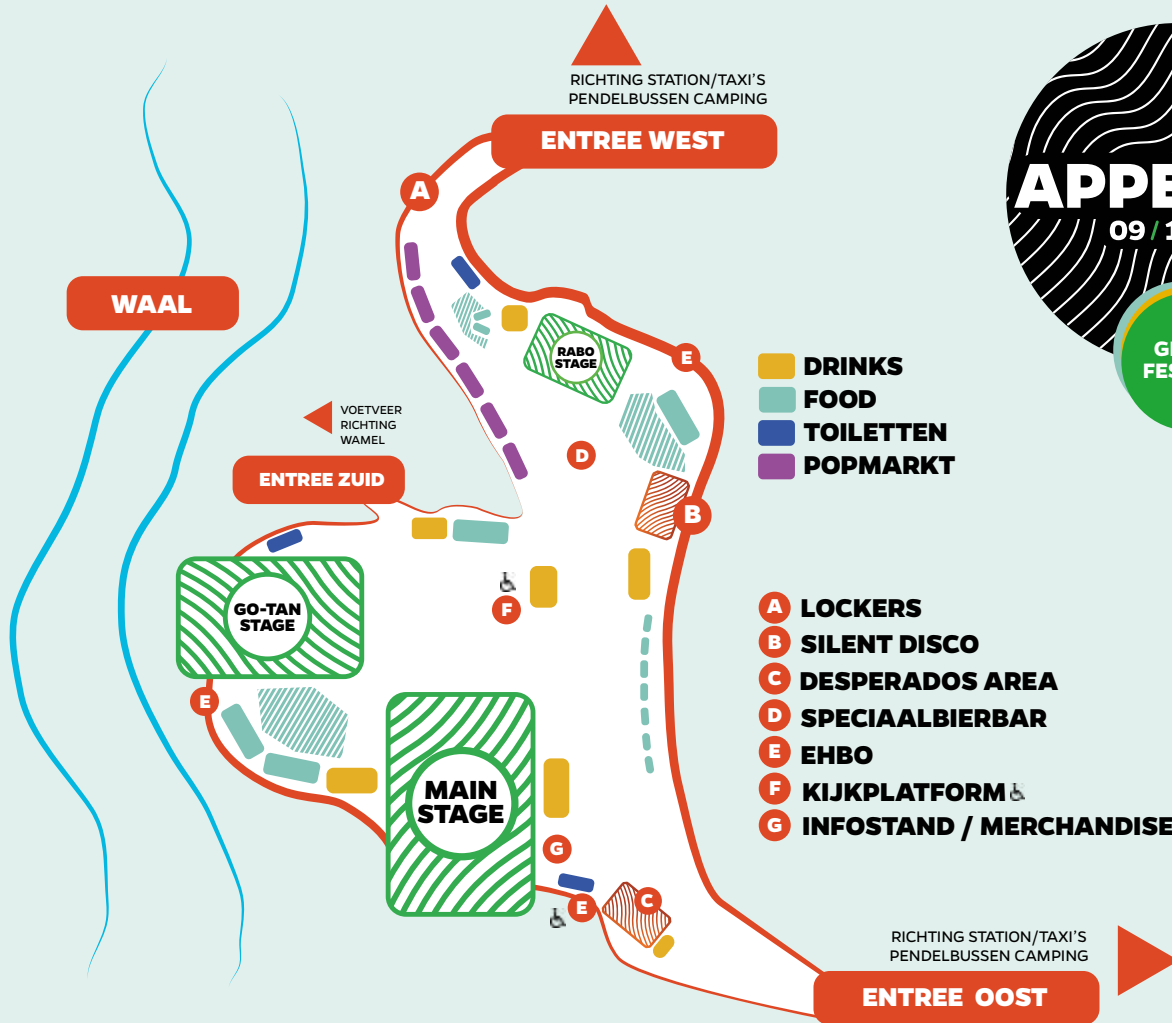 RICHTING STATION/TAXI'S
PENDELBUSSEN CAMPING
ENTREE WEST
A
WAAL
RABO
STAGE
E
VOETVEER
RICHTING
WAMEL
ENTREE ZUID
D
B
F
GO-TAN
STAGE
E
MAIN
STAGE
G
E
C
DRINKS
FOOD
TOILETTEN
POPMARKT
A LOCKERS
B SILENT DISCO
C DESPERADOS AREA
D SPECIAALBIERBAR
E EHBO
F KIJKPLATFORM
G INFOSTAND / MERCHANDISE
RICHTING STATION/TAXI'S
PENDELBUSSEN CAMPING
ENTREE OOST
09 /